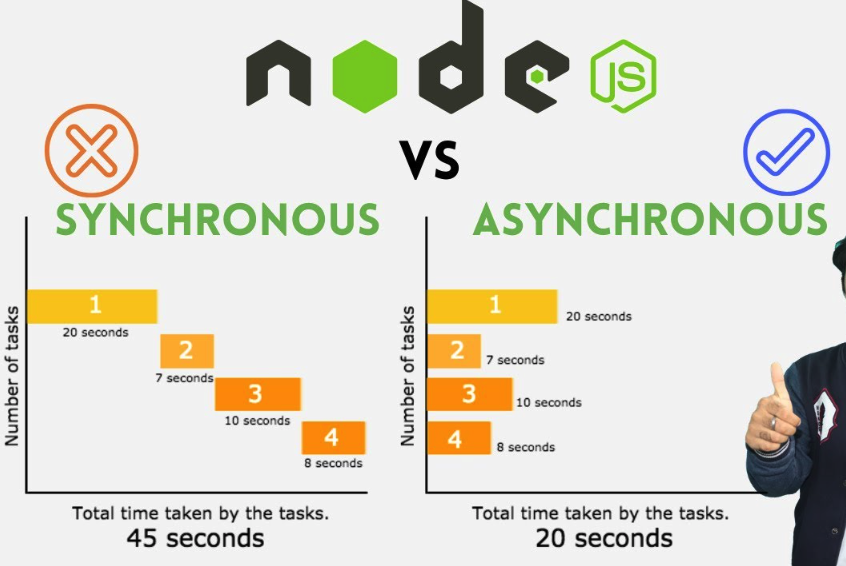 node JS
VS
SYNCHRONOUS
ASYNCHRONOUS
Number of tasks
1
20 seconds
2
7 seconds
3
10 seconds
4
8 seconds
Total time taken by the tasks.
45 seconds
Number of tasks
1
20 seconds
2
7 seconds
3
10 seconds
4
8 seconds
Total time taken by the tasks.
20 seconds